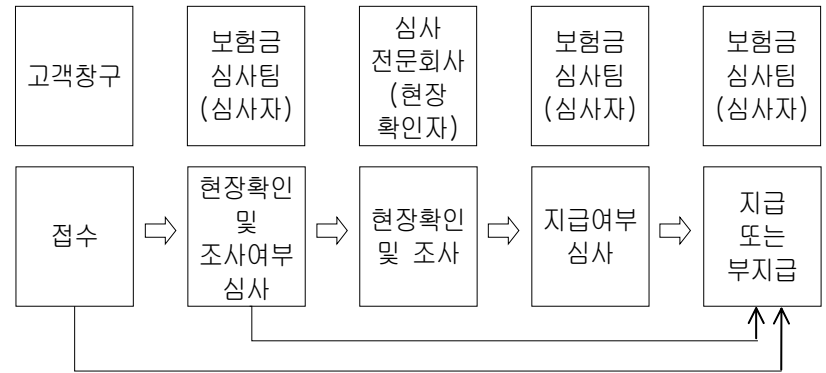 고객창구
보험금
심사팀
(심사자)
심사
전문회사
(현장
확인자)
보험금
심사팀
(심사자)
보험금
심사팀
(심사자)
접수
현장확인
및
조사여부
심사
현장확인
및 조사
지급여부
심사
지급
또는
부지급